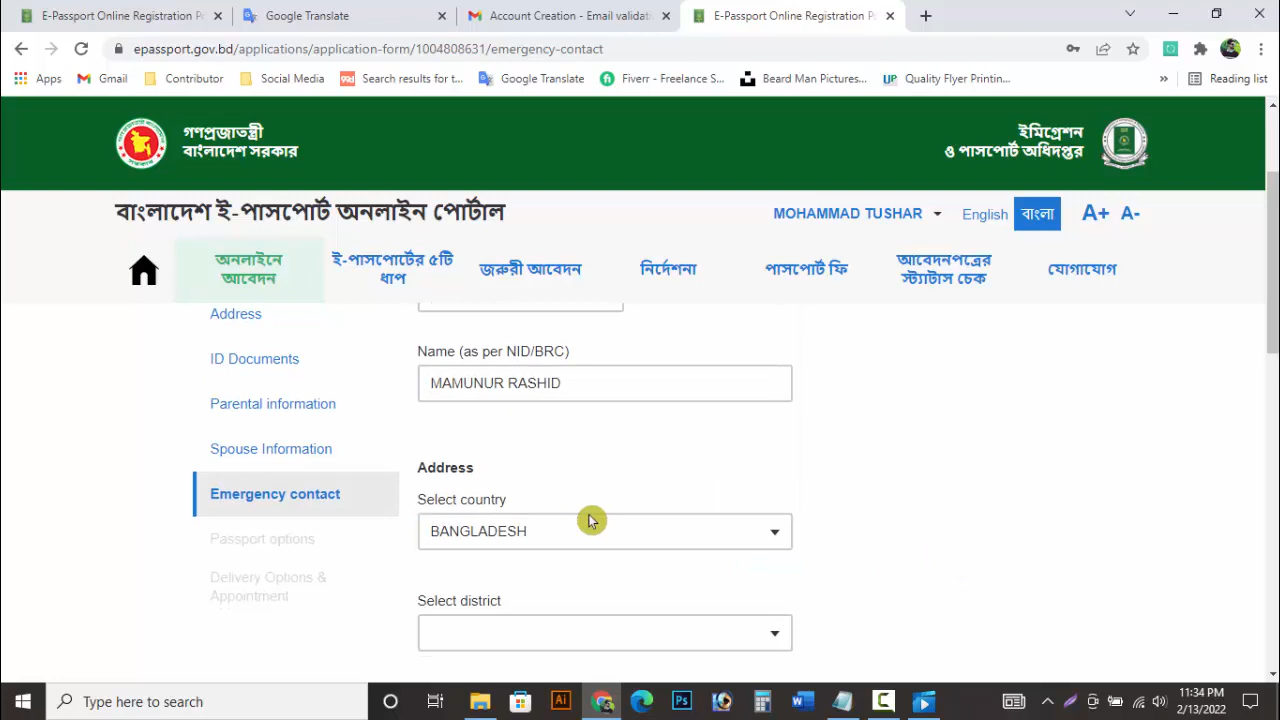 E-Passport Online Registration Po
Google Translate
Account Creation - Email validati
E-Passport Online Registration Po
epassport.gov.bd/applications/application-form/1004808631/emergency-contact
Apps
Gmail
Contributor
Social Media
Search results for t...
Google Translate
Fiverr - Freelance S...
Beard Man Pictures...
UP
Quality Flyer Printin...
»
Reading list
গণপ্রজাতন্ত্রী
বাংলাদেশ সরকার
ইমিগ্রেশন
ও পাসপোর্ট অধিদপ্তর
বাংলাদেশ ই-পাসপোর্ট অনলাইন পোর্টাল
MOHAMMAD TUSHAR
English
বাংলা
A+ A-
অনলাইনে
আবেদন
ই-পাসপোর্টের ৫টি
ধাপ
জরুরী আবেদন
নির্দেশনা
পাসপোর্ট ফি
আবেদনপত্রের
স্ট্যাটাস চেক
যোগাযোগ
Address
ID Documents
Parental information
Spouse Information
Emergency contact
Passport options
Delivery Options &
Appointment
Name (as per NID/BRC)
MAMUNUR RASHID
Address
Select country
BANGLADESH
Select district
Type here to search
Ai
Ps
11:34 PM
2/13/2022